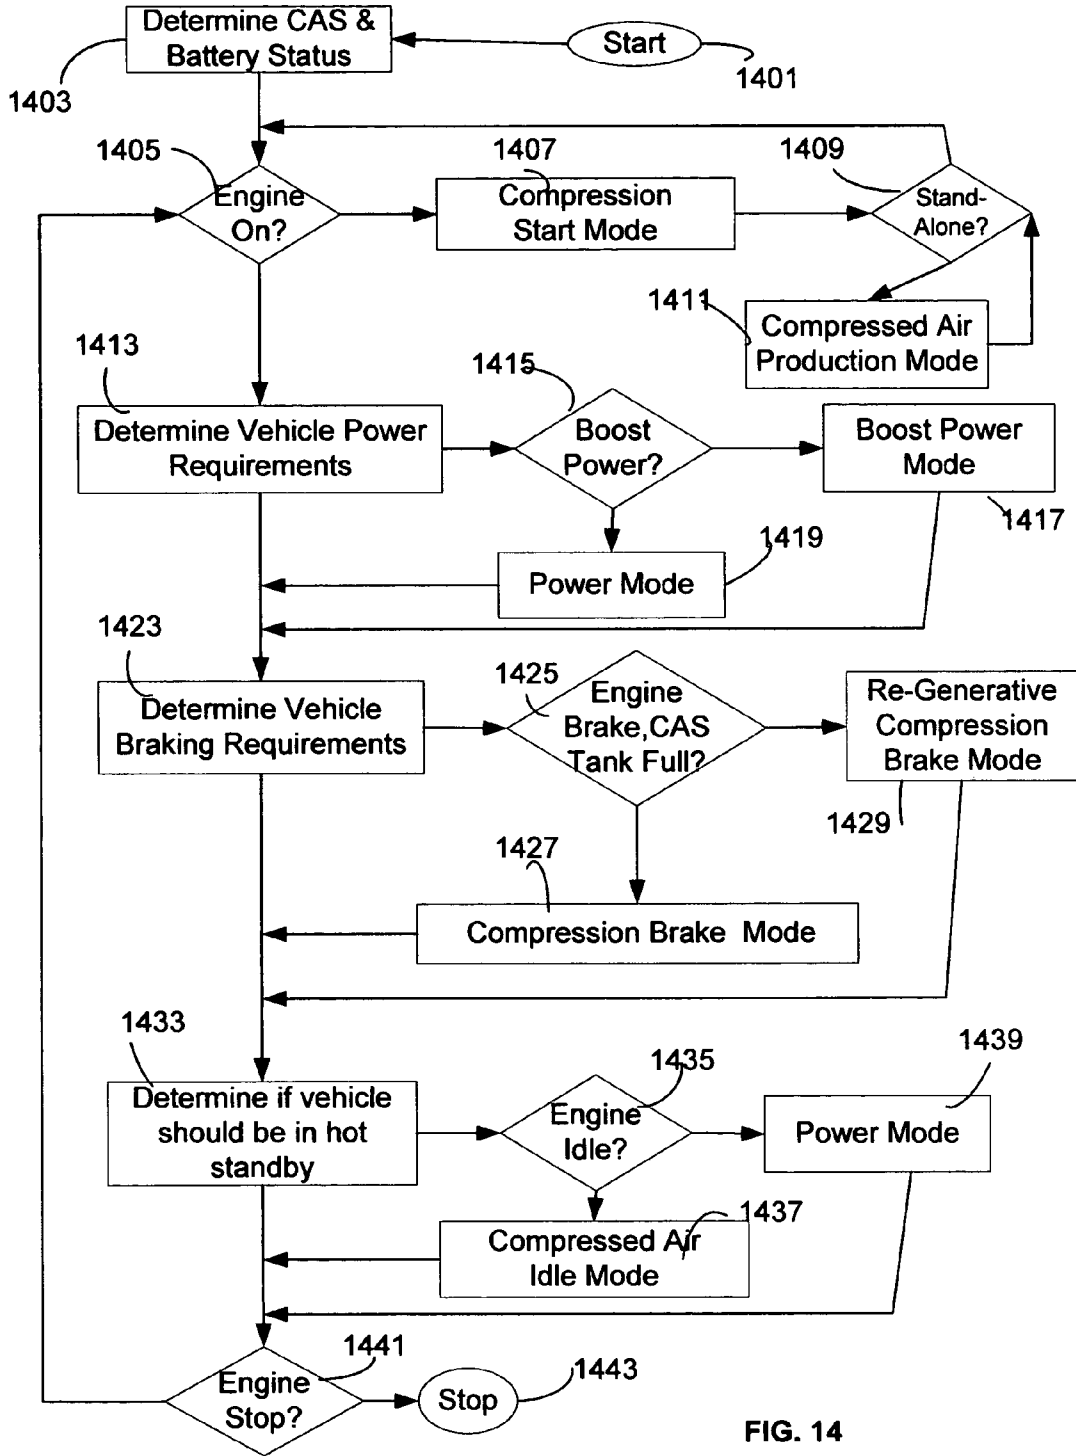 Determine CAS &
Battery Status
Start
1403
1401
1405
1407
1409
Engine
On?
Compression
Start Mode
Stand-
Alone?
1411
Compressed Air
Production Mode
1413
1415
Determine Vehicle Power
Requirements
Boost
Power?
Boost Power
Mode
1417
1419
Power Mode
1423
1425
Determine Vehicle
Braking Requirements
Engine
Brake,CAS
Tank Full?
Re-Generative
Compression
Brake Mode
1429
1427
Compression Brake Mode
1433
1435
1439
Determine if vehicle
should be in hot
standby
Engine
Idle?
Power Mode
1437
Compressed Air
Idle Mode
1441
1443
Engine
Stop?
Stop
FIG. 14